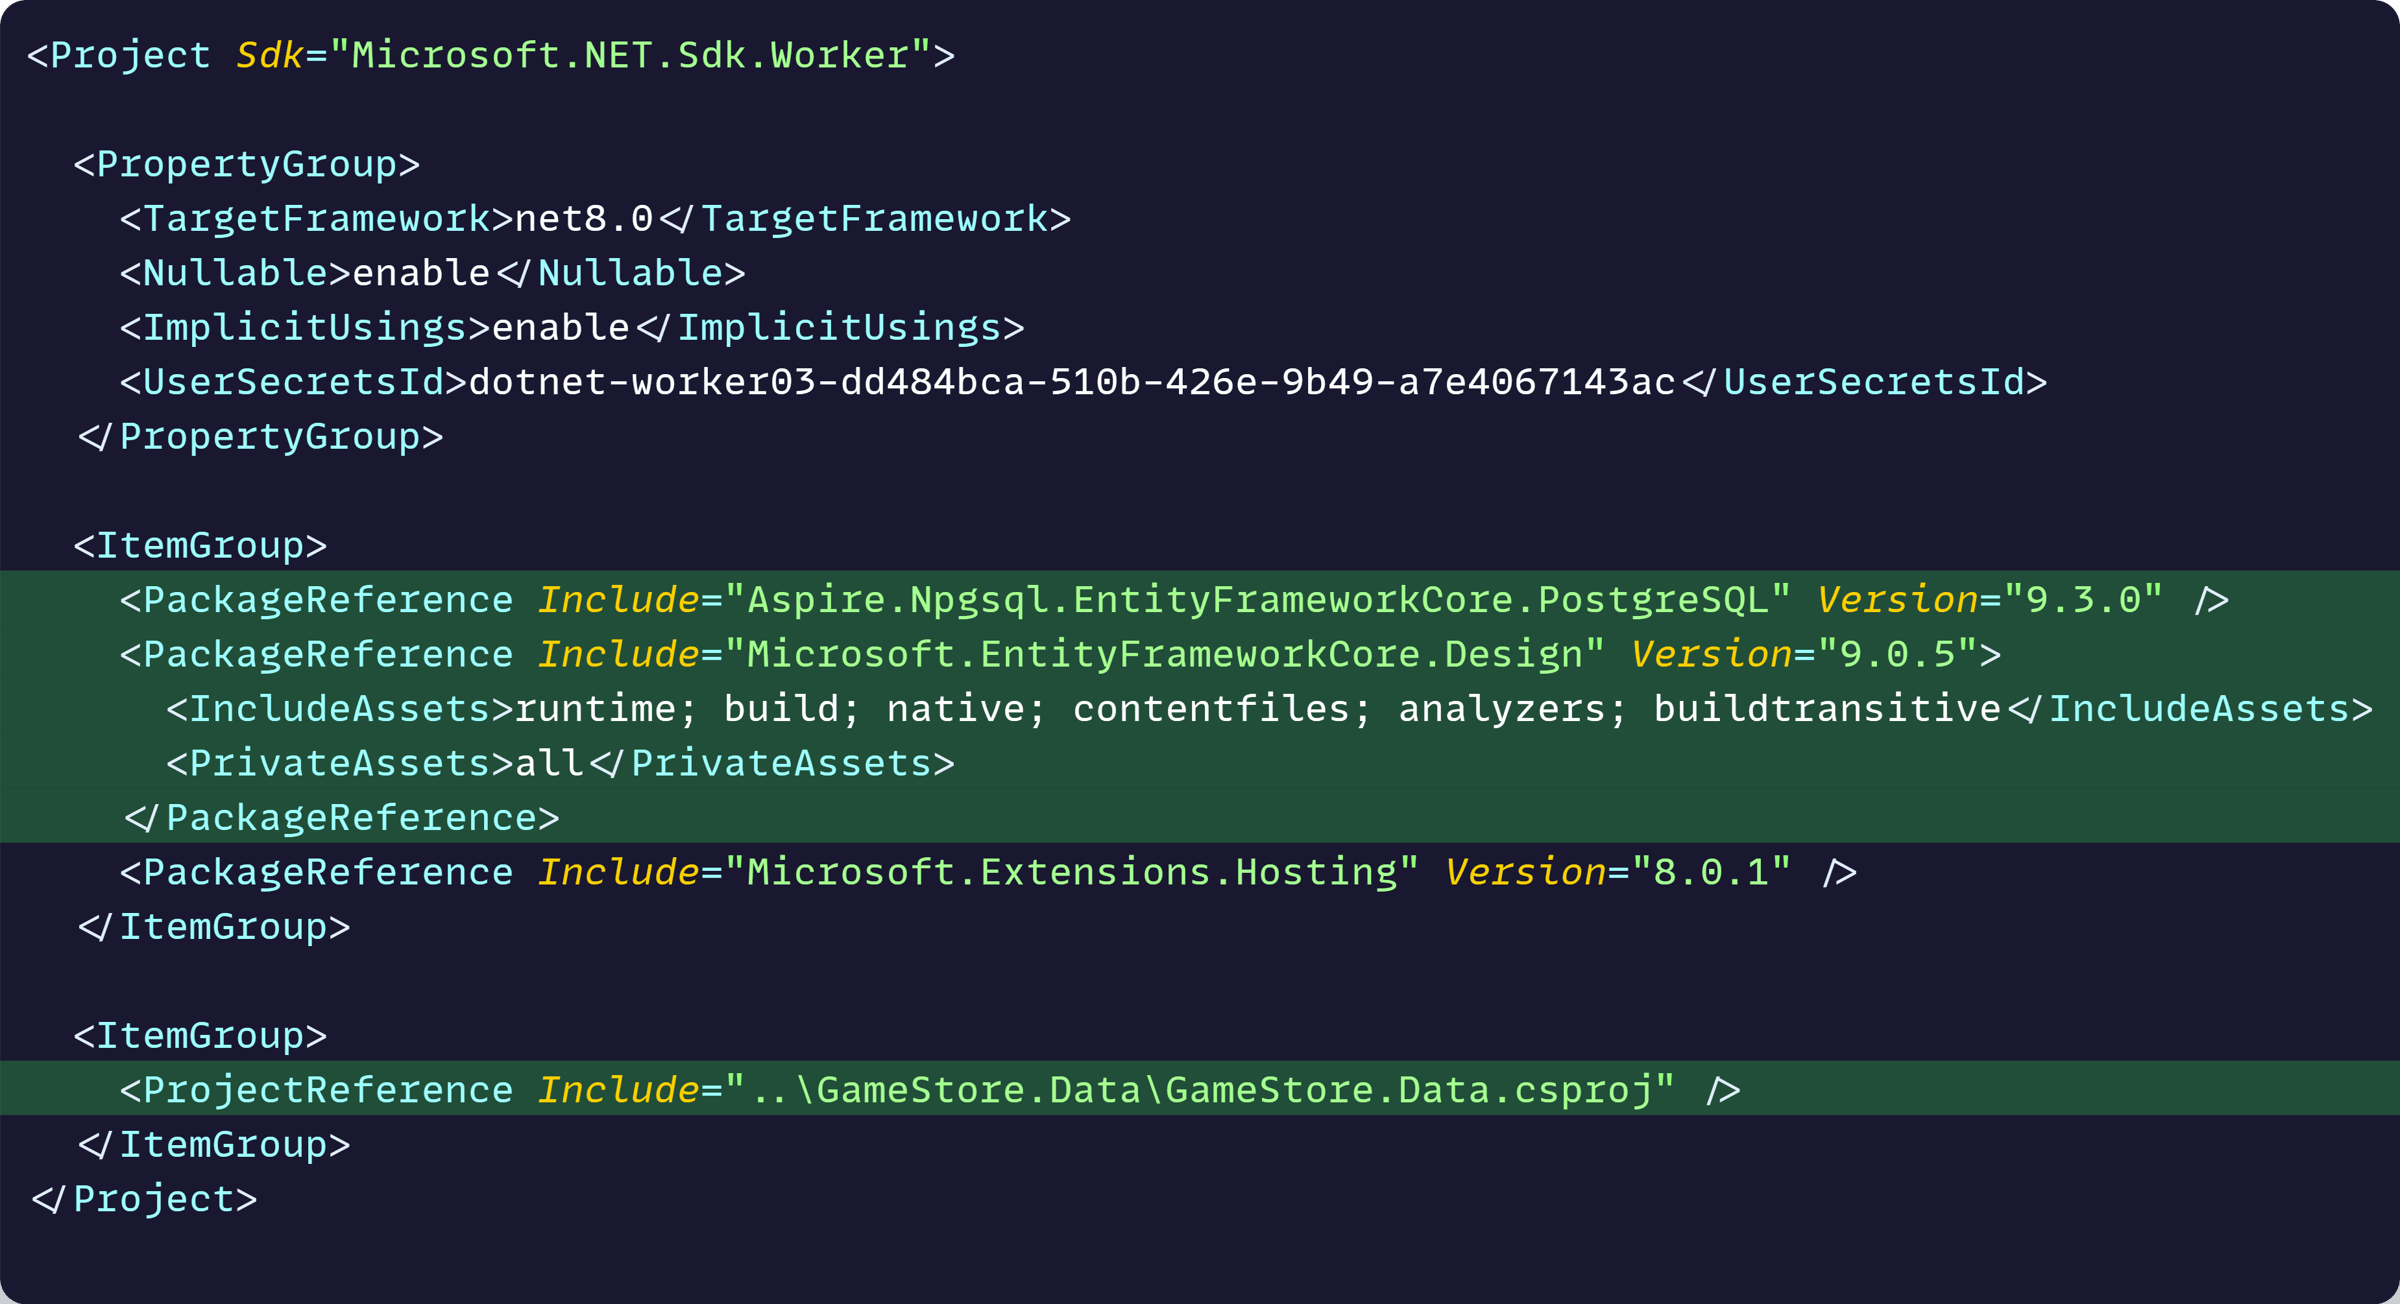 <Project Sdk="Microsoft.NET.Sdk.Worker">
<PropertyGroup>
<TargetFramework>net8.0</TargetFramework>
<Nullable>enable</Nullable>
<ImplicitUsings>enable</ImplicitUsings>
<UserSecretsId>dotnet-worker03-dd484bca-510b-426e-9b49-a7e4067143ac</UserSecretsId>
</PropertyGroup>
<ItemGroup>
<PackageReference Include="Aspire.Npgsql.EntityFrameworkCore.PostgreSQL" Version="9.3.0" />
<PackageReference Include="Microsoft.EntityFrameworkCore.Design" Version="9.0.5">
<IncludeAssets>runtime; build; native; contentfiles; analyzers; buildtransitive</IncludeAssets>
<PrivateAssets>all</PrivateAssets>
</PackageReference>
<PackageReference Include="Microsoft.Extensions.Hosting" Version="8.0.1" />
</ItemGroup>
<ItemGroup>
<ProjectReference Include="..\GameStore.Data\GameStore.Data.csproj" />
</ItemGroup>
</Project>